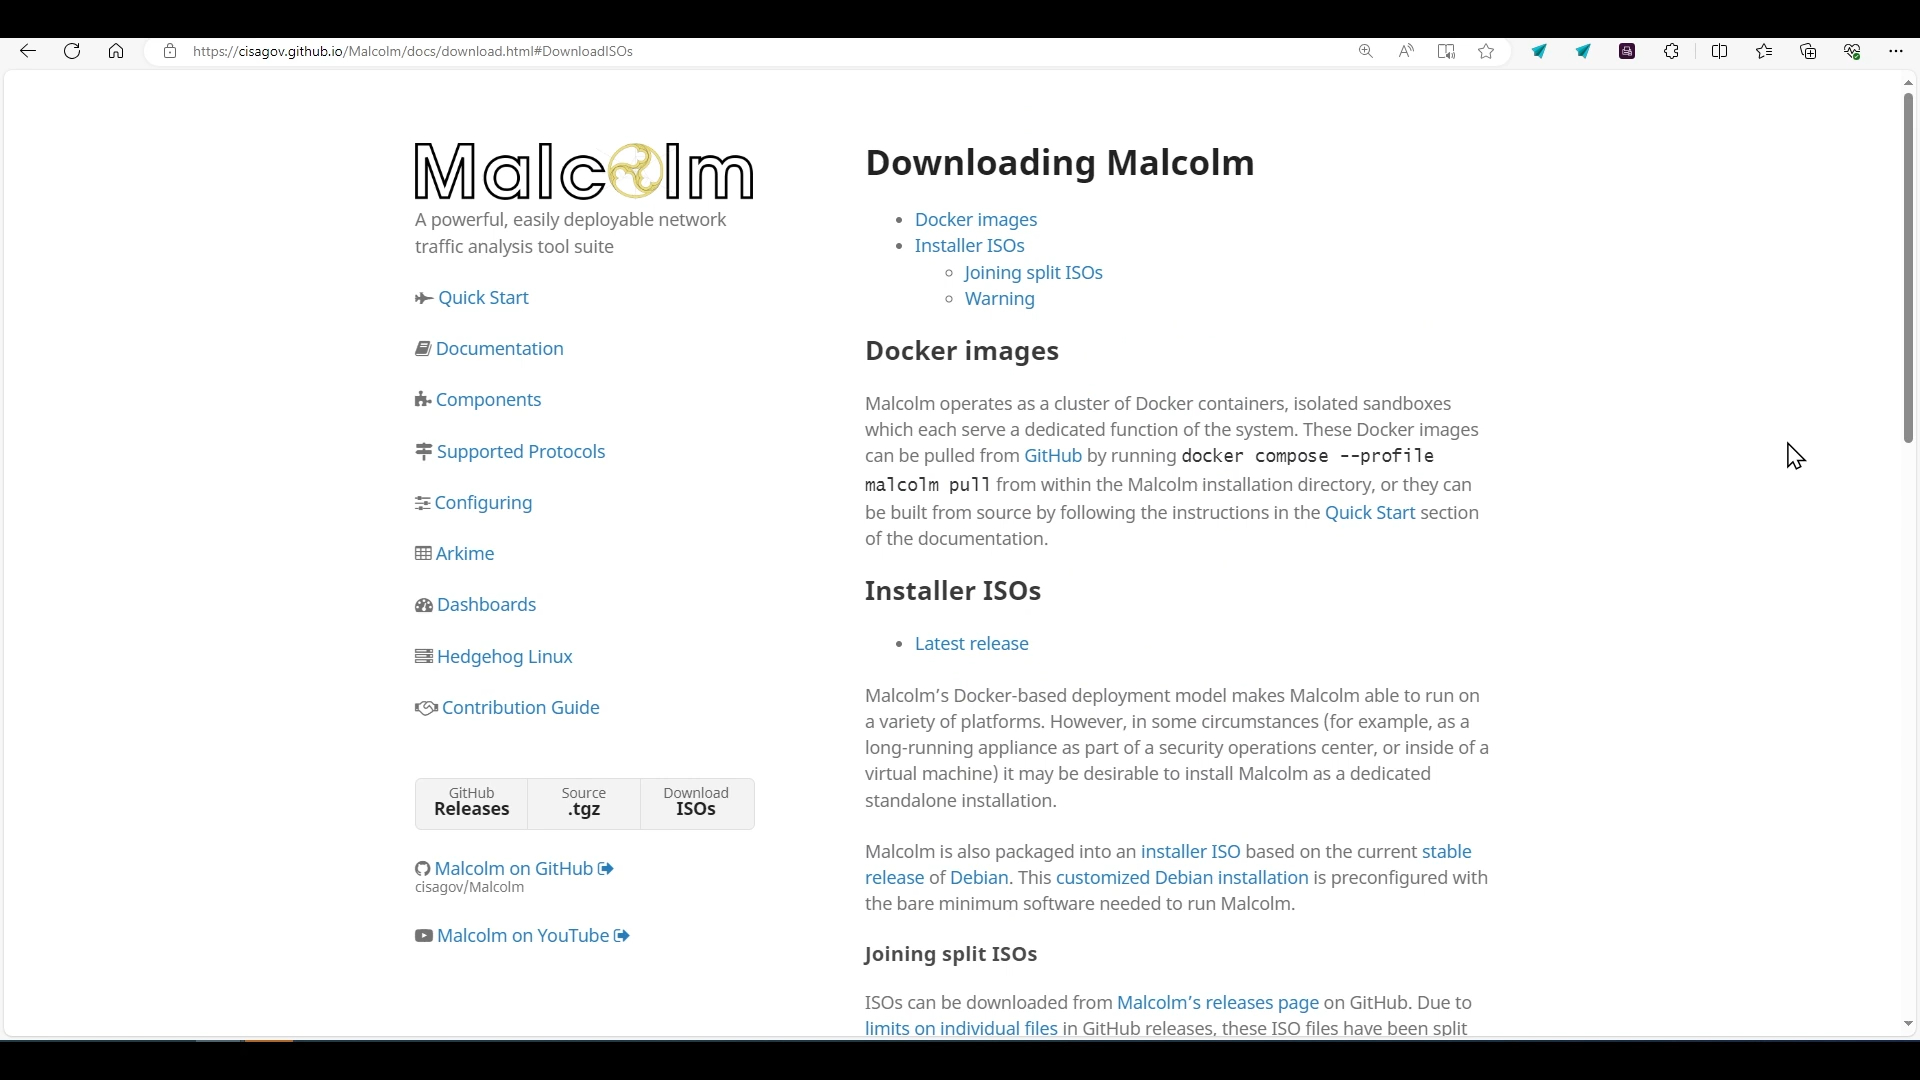 https://cisagov.github.io/Malcolm/docs/download.html#DownloadISOs
Malcolm
A powerful, easily deployable network
traffic analysis tool suite
Quick Start
Documentation
Components
Supported Protocols
Configuring
Arkime
Dashboards
Hedgehog Linux
Contribution Guide
GitHub
Releases
Source
.tgz
Download
ISOs
Malcolm on GitHub
cisagov/Malcolm
Malcolm on YouTube
Downloading Malcolm
Docker images
Installer ISOs
Joining split ISOs
Warning
Docker images
Malcolm operates as a cluster of Docker containers, isolated sandboxes
which each serve a dedicated function of the system. These Docker images
can be pulled from GitHub by running docker compose --profile
malcolm pull from within the Malcolm installation directory, or they can
be built from source by following the instructions in the Quick Start section
of the documentation.
Installer ISOs
Latest release
Malcolm's Docker-based deployment model makes Malcolm able to run on
a variety of platforms. However, in some circumstances (for example, as a
long-running appliance as part of a security operations center, or inside of a
virtual machine) it may be desirable to install Malcolm as a dedicated
standalone installation.
Malcolm is also packaged into an installer ISO based on the current stable
release of Debian. This customized Debian installation is preconfigured with
the bare minimum software needed to run Malcolm.
Joining split ISOs
ISOs can be downloaded from Malcolm's releases page on GitHub. Due to
limits on individual files in GitHub releases, these ISO files have been split